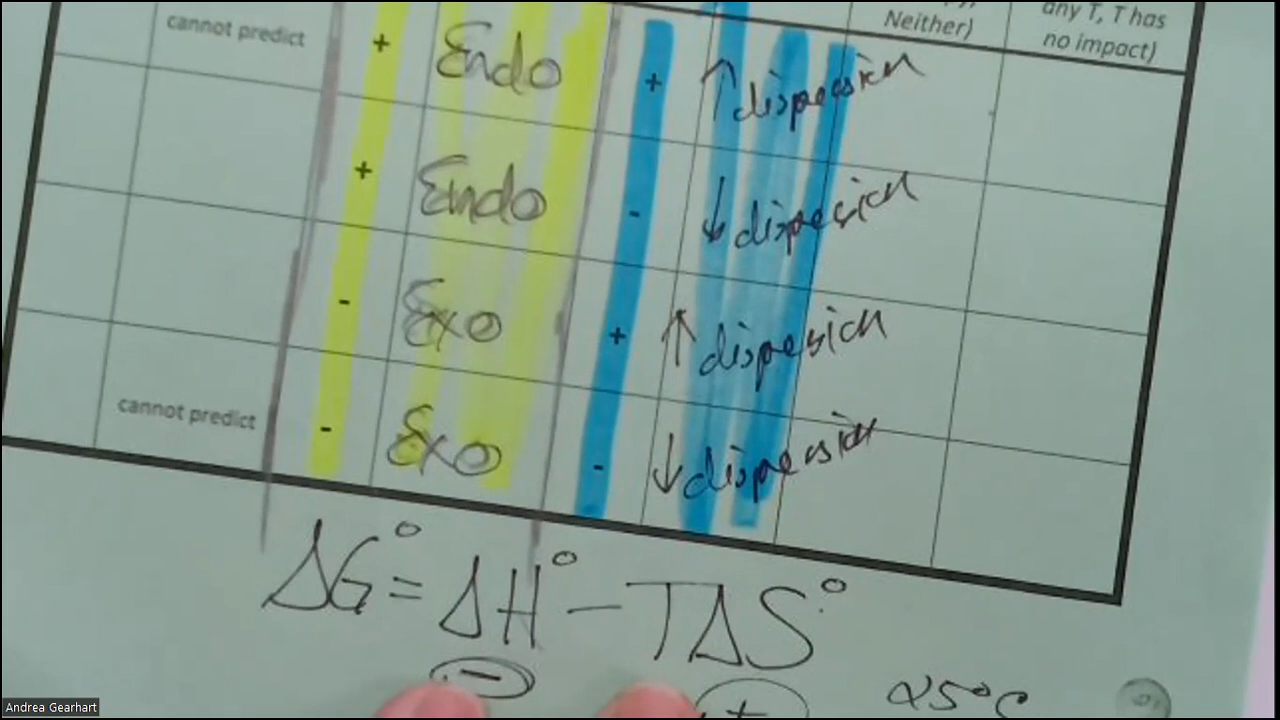 Neither)
any T, T has
no impact)
cannot predict + Endo + ↑ dispersion
+ Endo - ↓ dispersion
- Exo + ↑ dispersion
cannot predict - Exo - ↓ dispersion
ΔG° = ΔH° - TΔS°
- + 25°C
Andrea Gearhart